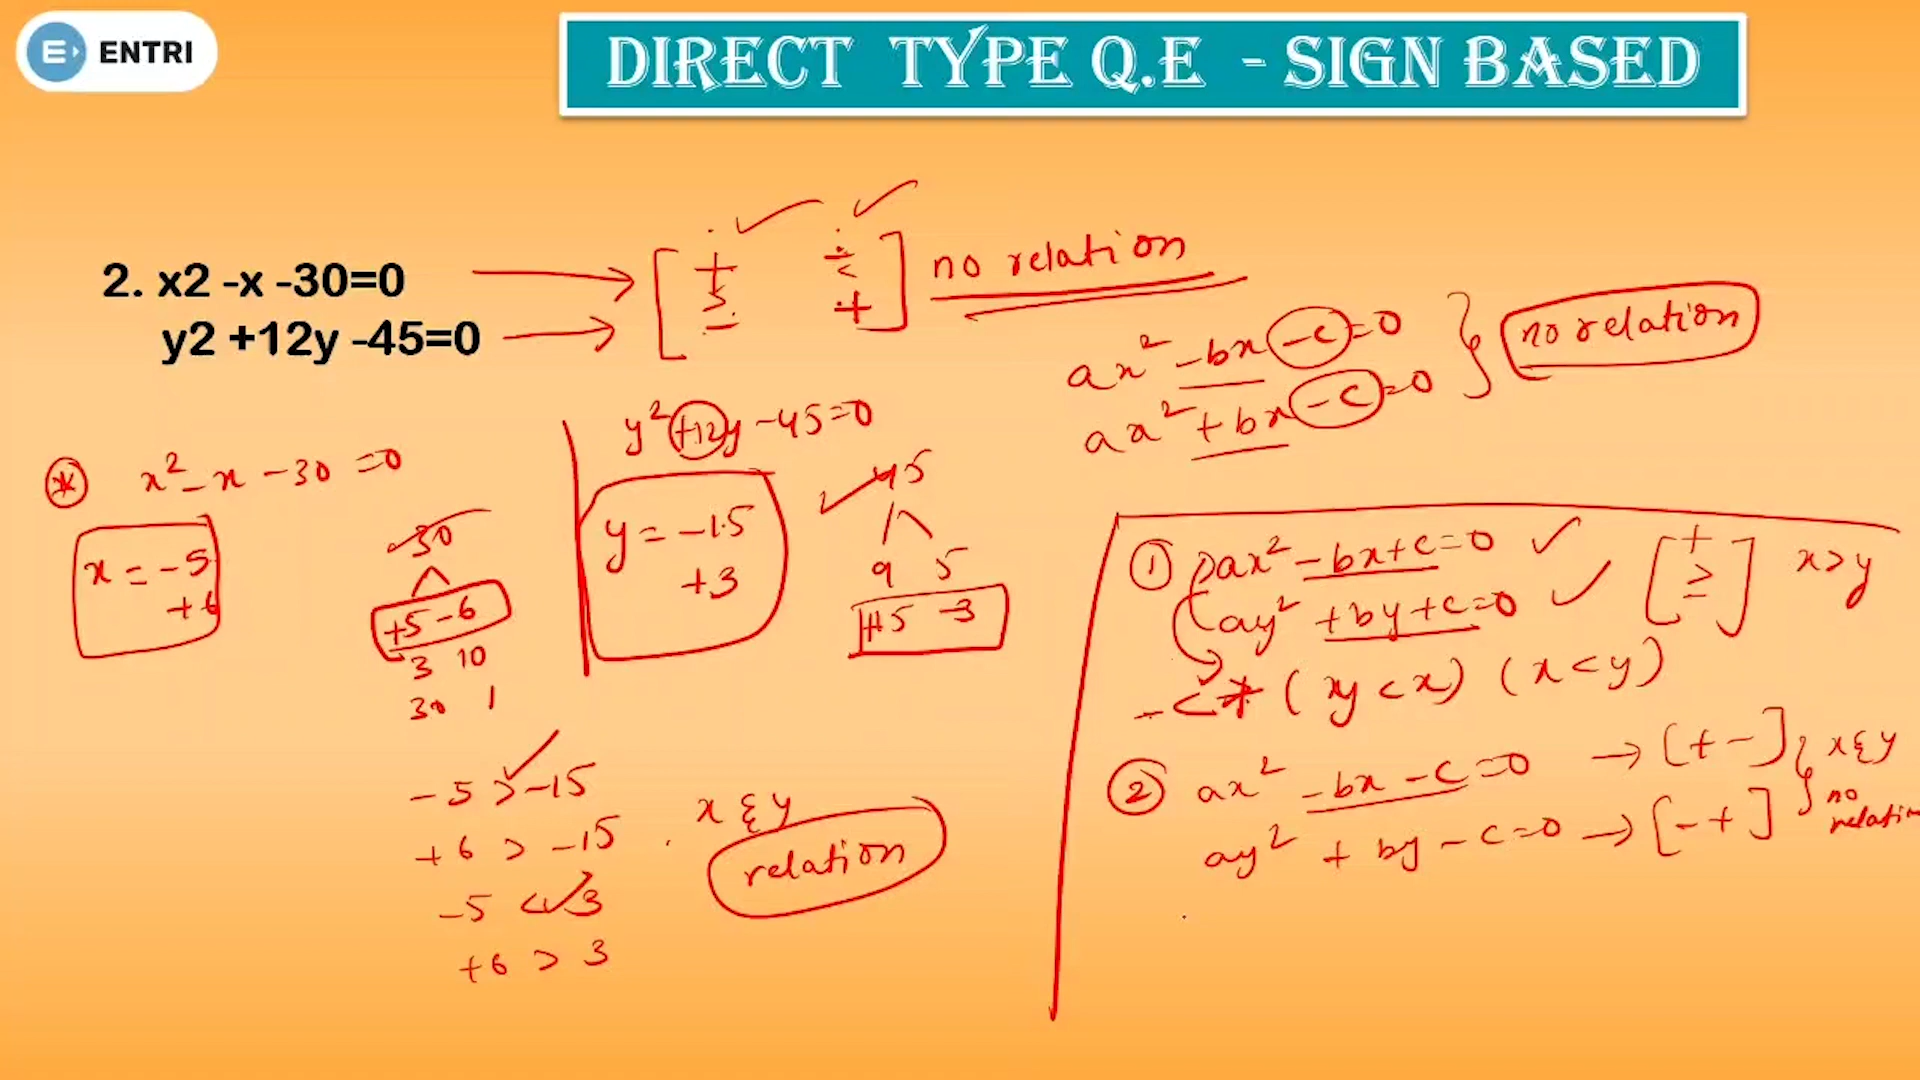 ENTRI
DIRECT TYPE Q.E - SIGN BASED
2. x2 -x -30=0
y2 +12y -45=0
+ -
> <
- +
no relation
ax² -bx -c=0
ax² +bx -c=0
no relation
x² - x - 30 = 0
x = -5
+6
30
+5 -6
3 10
30 1
y² +12y -45=0
y = -15
+3
45
9 5
+15 -3
-5 > -15
+6 > -15
-5 < 3
+6 > 3
x & y
relation
① ax² -bx+c=0
ay² +by+c=0
+
>
-
x>y
(y<x) (x<y)
② ax² -bx -c=0 → [+ -]
ay² + by -c=0 → [- +]
x & y
no